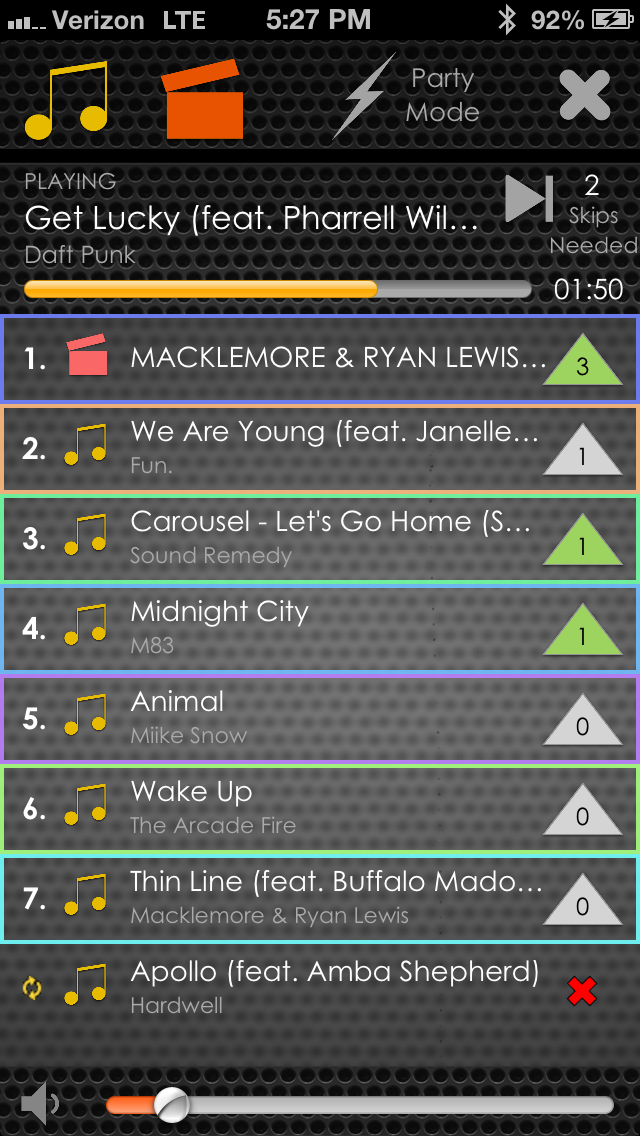 Verizon LTE 5:27 PM 92%
Party
Mode
PLAYING
Get Lucky (feat. Pharrell Wil...
Daft Punk
2
Skips
Needed
01:50
1. MACKLEMORE & RYAN LEWIS... 3
2. We Are Young (feat. Janelle... 1
Fun.
3. Carousel - Let's Go Home (S... 1
Sound Remedy
4. Midnight City 1
M83
5. Animal 0
Miike Snow
6. Wake Up 0
The Arcade Fire
7. Thin Line (feat. Buffalo Mado... 0
Macklemore & Ryan Lewis
Apollo (feat. Amba Shepherd)
Hardwell